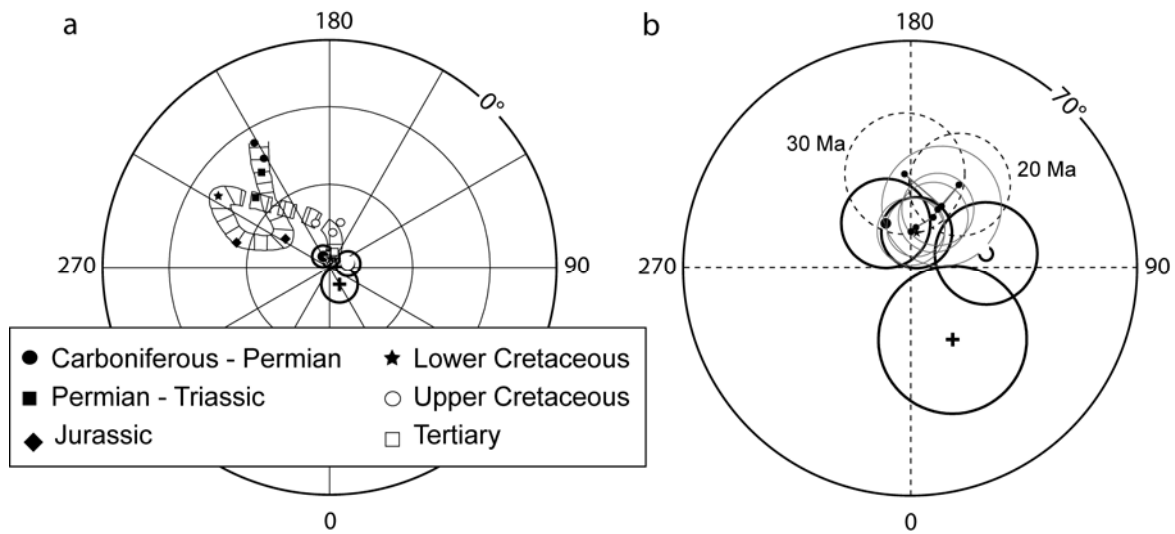 a
180
0°
270
90
Carboniferous - Permian
Permian - Triassic
Jurassic
Lower Cretaceous
Upper Cretaceous
Tertiary
0
b
180
70°
30 Ma
20 Ma
270
90
0